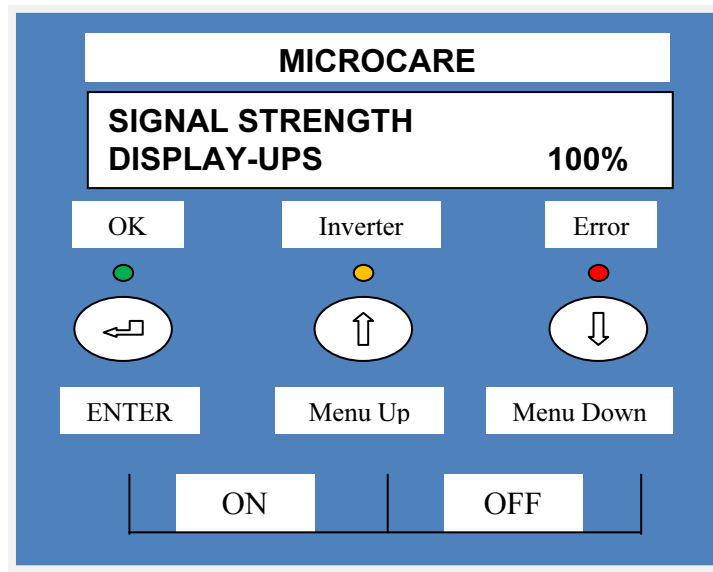 MICROCARE
SIGNAL STRENGTH
DISPLAY-UPS 100%
OK Inverter Error
ENTER Menu Up Menu Down
ON OFF